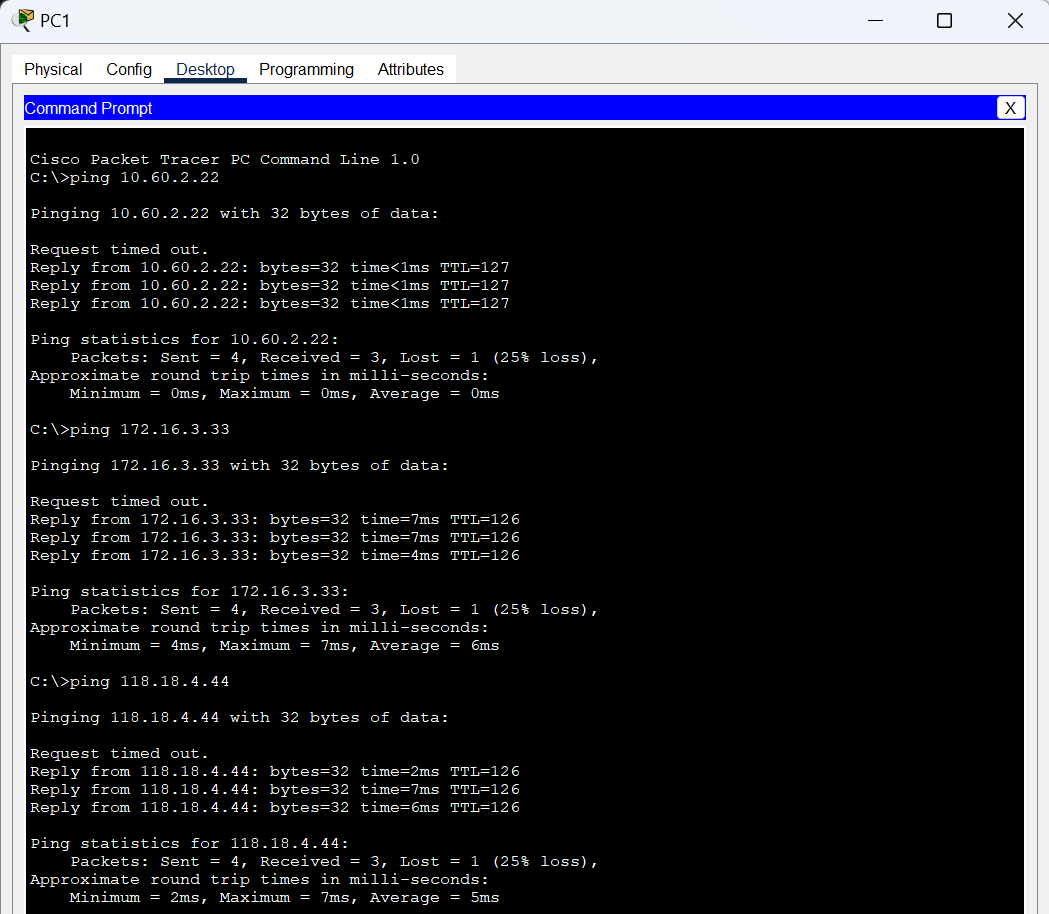 PC1
Physical Config Desktop Programming Attributes
Command Prompt X
Cisco Packet Tracer PC Command Line 1.0
C:\>ping 10.60.2.22
Pinging 10.60.2.22 with 32 bytes of data:
Request timed out.
Reply from 10.60.2.22: bytes=32 time<1ms TTL=127
Reply from 10.60.2.22: bytes=32 time<1ms TTL=127
Reply from 10.60.2.22: bytes=32 time<1ms TTL=127
Ping statistics for 10.60.2.22:
Packets: Sent = 4, Received = 3, Lost = 1 (25% loss),
Approximate round trip times in milli-seconds:
Minimum = 0ms, Maximum = 0ms, Average = 0ms
C:\>ping 172.16.3.33
Pinging 172.16.3.33 with 32 bytes of data:
Request timed out.
Reply from 172.16.3.33: bytes=32 time=7ms TTL=126
Reply from 172.16.3.33: bytes=32 time=7ms TTL=126
Reply from 172.16.3.33: bytes=32 time=4ms TTL=126
Ping statistics for 172.16.3.33:
Packets: Sent = 4, Received = 3, Lost = 1 (25% loss),
Approximate round trip times in milli-seconds:
Minimum = 4ms, Maximum = 7ms, Average = 6ms
C:\>ping 118.18.4.44
Pinging 118.18.4.44 with 32 bytes of data:
Request timed out.
Reply from 118.18.4.44: bytes=32 time=2ms TTL=126
Reply from 118.18.4.44: bytes=32 time=7ms TTL=126
Reply from 118.18.4.44: bytes=32 time=6ms TTL=126
Ping statistics for 118.18.4.44:
Packets: Sent = 4, Received = 3, Lost = 1 (25% loss),
Approximate round trip times in milli-seconds:
Minimum = 2ms, Maximum = 7ms, Average = 5ms